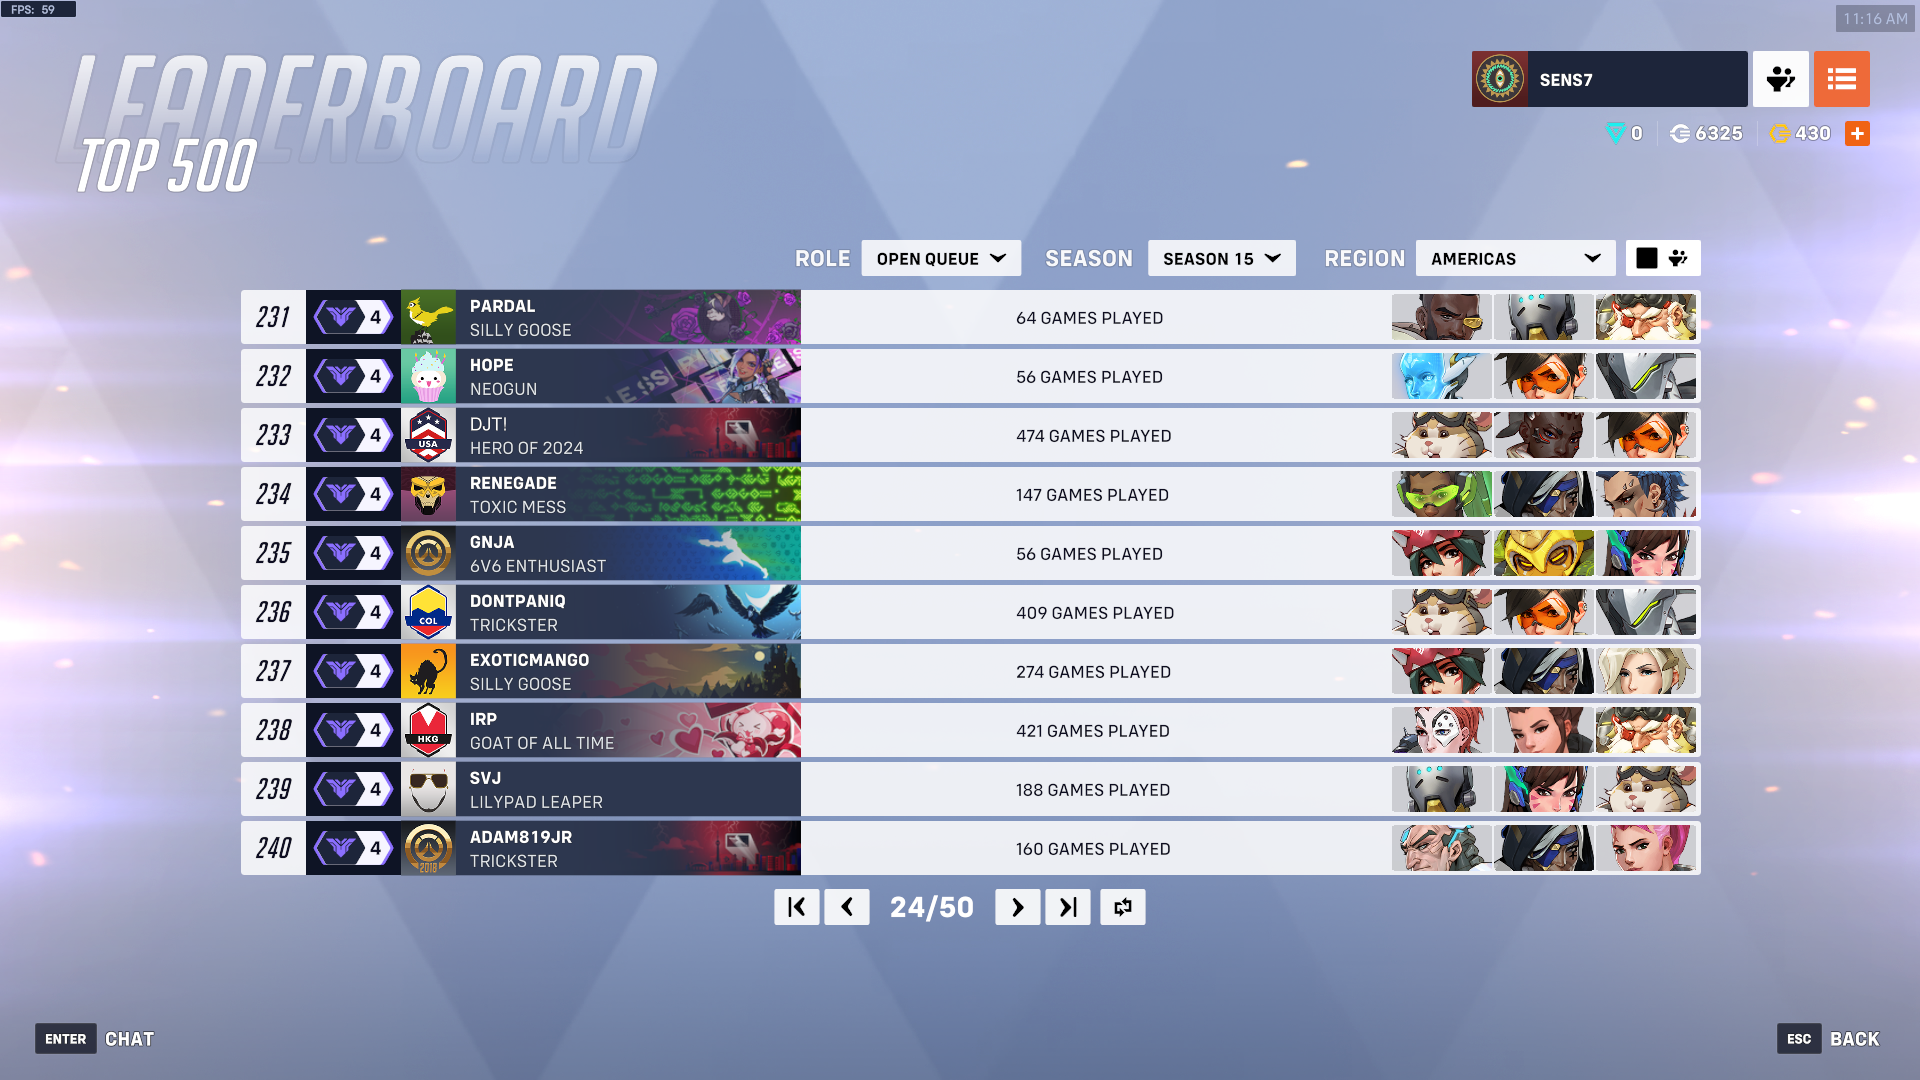 FPS: 59
11:16 AM
LEADERBOARD
TOP 500
SENS7
0 6325 430
ROLE OPEN QUEUE SEASON SEASON 15 REGION AMERICAS
231 4 PARDAL 64 GAMES PLAYED
SILLY GOOSE
232 4 HOPE 56 GAMES PLAYED
NEOGUN
233 4 USA DJT! 474 GAMES PLAYED
HERO OF 2024
234 4 RENEGADE 147 GAMES PLAYED
TOXIC MESS
235 4 GNJA 56 GAMES PLAYED
6V6 ENTHUSIAST
236 4 COL DONTPANIQ 409 GAMES PLAYED
TRICKSTER
237 4 EXOTICMANGO 274 GAMES PLAYED
SILLY GOOSE
238 4 HKG IRP 421 GAMES PLAYED
GOAT OF ALL TIME
239 4 SVJ 188 GAMES PLAYED
LILYPAD LEAPER
240 4 2018 ADAM819JR 160 GAMES PLAYED
TRICKSTER
24/50
ENTER CHAT
ESC BACK